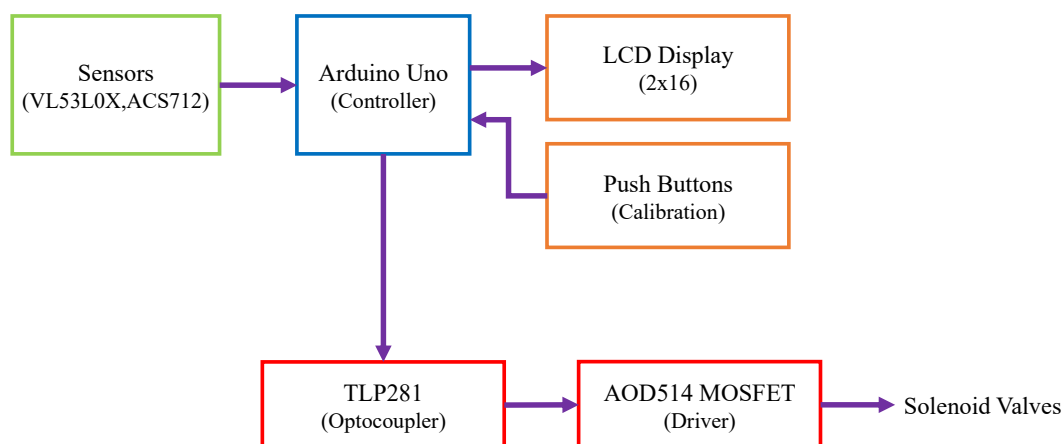 Sensors
(VL53L0X,ACS712)
Arduino Uno
(Controller)
LCD Display
(2x16)
Push Buttons
(Calibration)
TLP281
(Optocoupler)
AOD514 MOSFET
(Driver)
Solenoid Valves